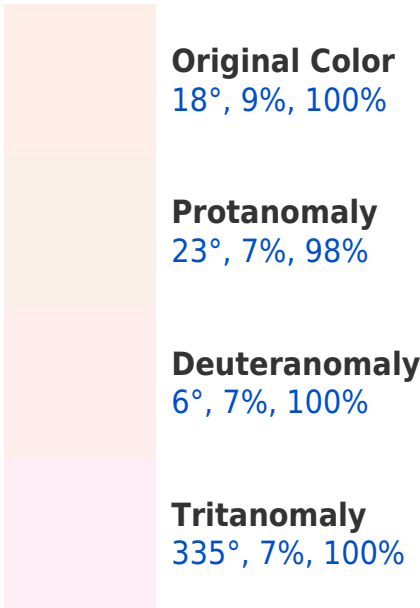 Original Color
18°, 9%, 100%
Protanomaly
23°, 7%, 98%
Deuteranomaly
6°, 7%, 100%
Tritanomaly
335°, 7%, 100%